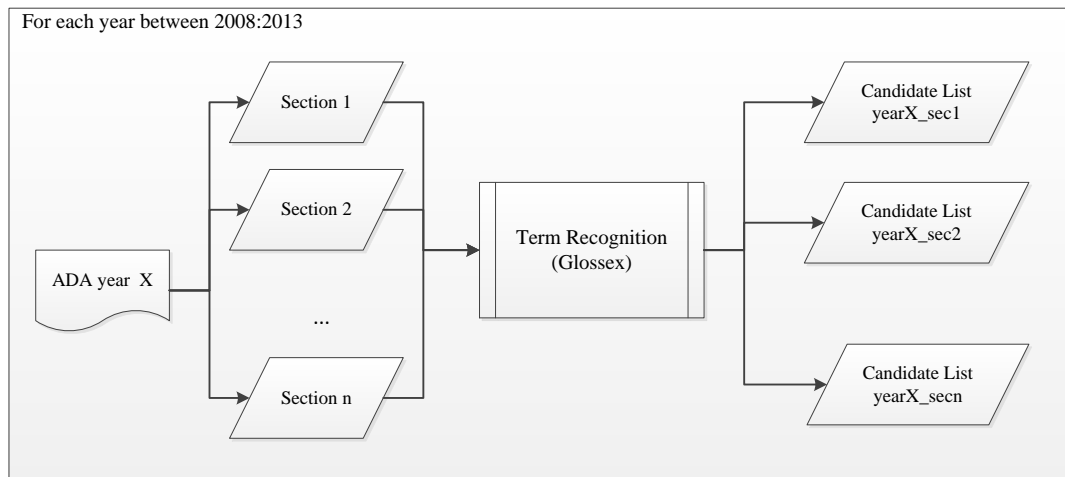 For each year between 2008:2013
Section 1
Candidate List
yearX_sec1
Section 2
Candidate List
yearX_sec2
Term Recognition
(Glossex)
ADA year X
...
Section n
Candidate List
yearX_secn